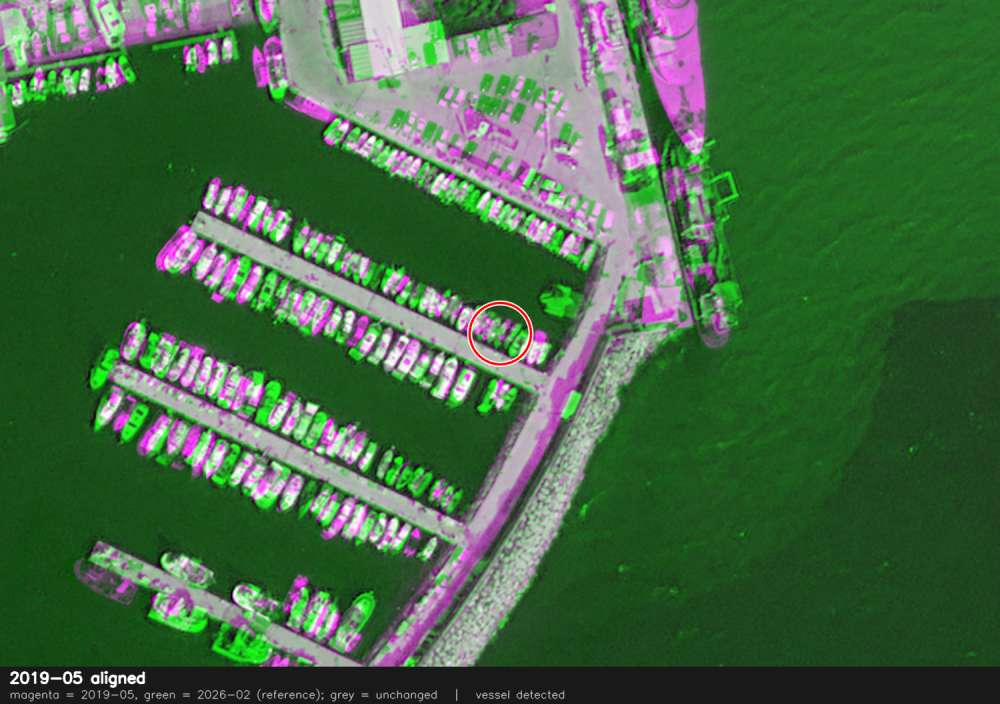 2019-05 aligned
magenta = 2019-05, green = 2026-02 (reference); grey = unchanged | vessel detected